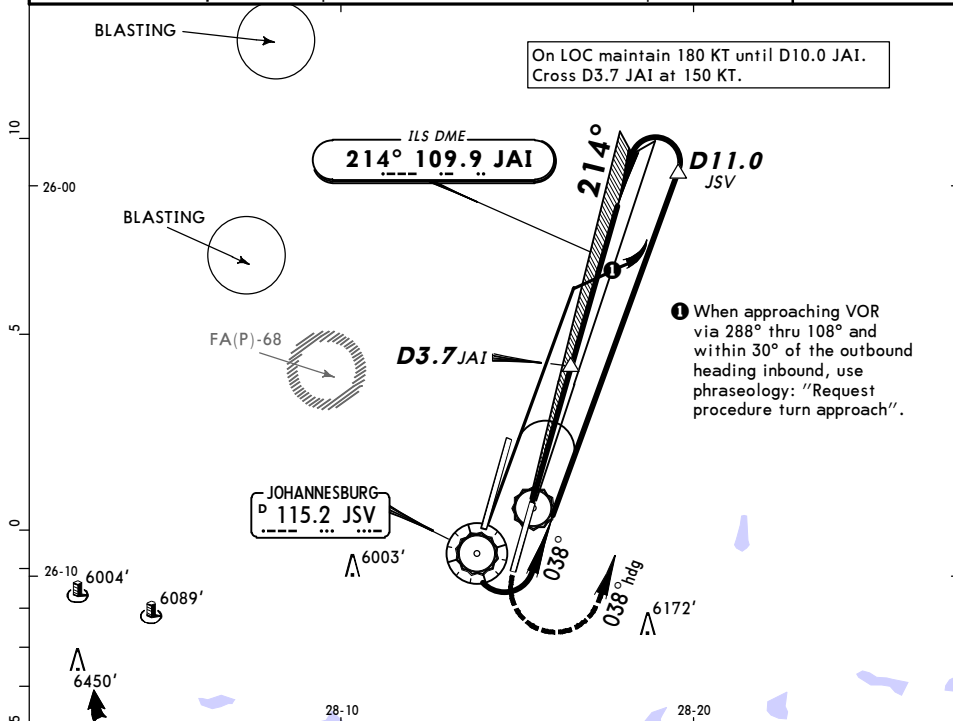 BLASTING
On LOC maintain 180 KT until D10.0 JAI.
Cross D3.7 JAI at 150 KT.
10
ILS DME
214° 109.9 JAI
214°
D11.0
JSV
26-00
BLASTING
1
1 When approaching VOR
via 288° thru 108° and
within 30° of the outbound
heading inbound, use
phraseology: "Request
procedure turn approach".
5
FA(P)-68
D3.7 JAI
JOHANNESBURG
D 115.2 JSV
0
038°
038° hdg
6003'
26-10
6004'
6089'
6172'
6450'
28-10
28-20
5